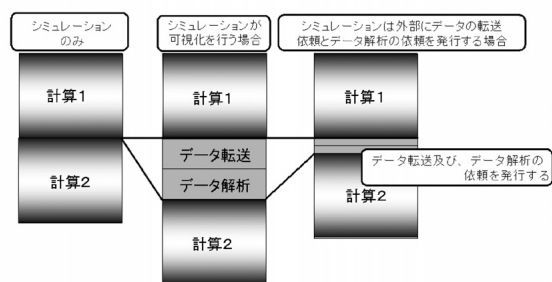 シミュレーション
のみ
シミュレーションが
可視化を行う場合
シミュレーションは外部にデータの転送
依頼とデータ解析の依頼を発行する場合
計算1
計算2
計算1
データ転送
データ解析
計算2
計算1
データ転送及び、データ解析の
依頼を発行する
計算2